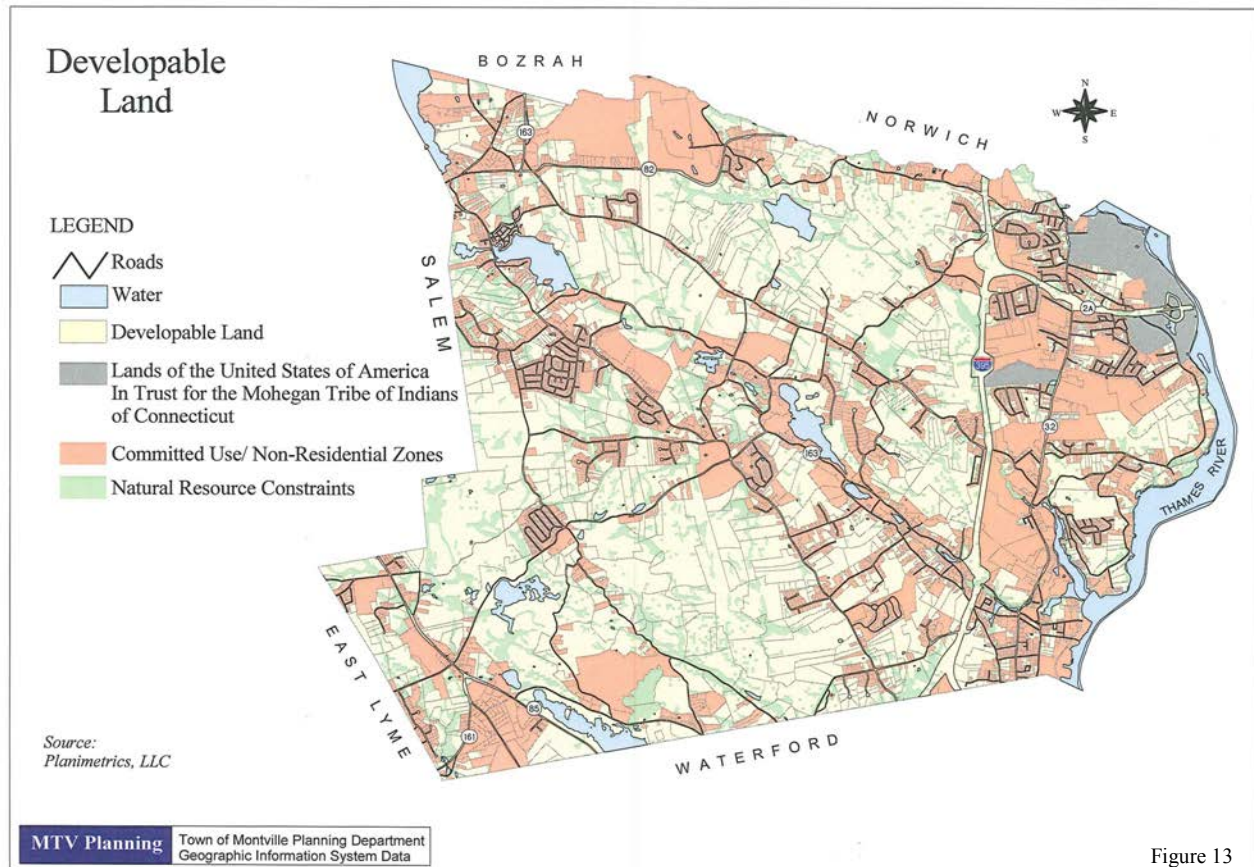 Developable
Land
BOZRAH
NORWICH
N
W E
S
163
82
LEGEND
Roads
Water
Developable Land
Lands of the United States of America
In Trust for the Mohegan Tribe of Indians
of Connecticut
Committed Use/ Non-Residential Zones
Natural Resource Constraints
SALEM
2A
395
32
163
THAMES RIVER
EAST LYME
85
161
WATERFORD
Source:
Planimetrics, LLC
MTV Planning
Town of Montville Planning Department
Geographic Information System Data
Figure 13